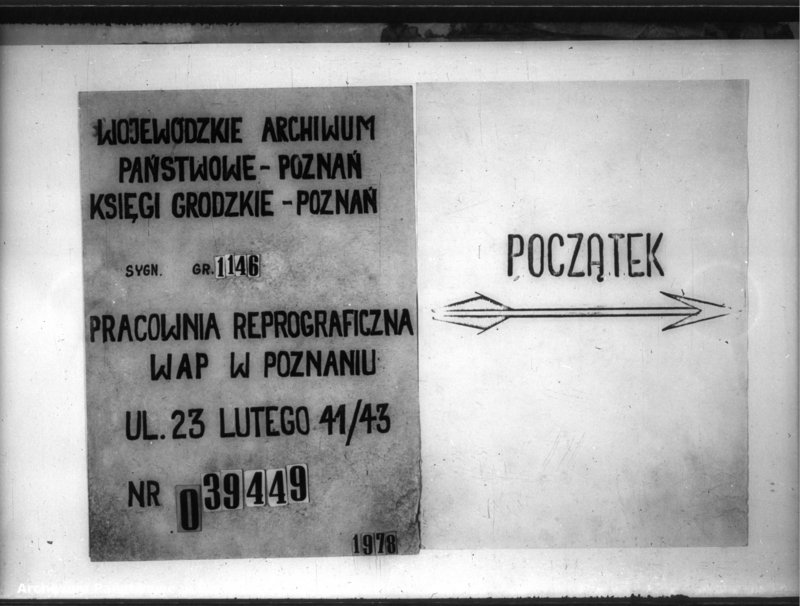 WOJEWÓDZKIE ARCHIWUM
PAŃSTWOWE - POZNAŃ
KSIĘGI GRODZKIE - POZNAŃ
SYGN. GR. 1146
PRACOWNIA REPROGRAFICZNA
WAP W POZNANIU
UL. 23 LUTEGO 41/43
NR 039449
1978
POCZĄTEK